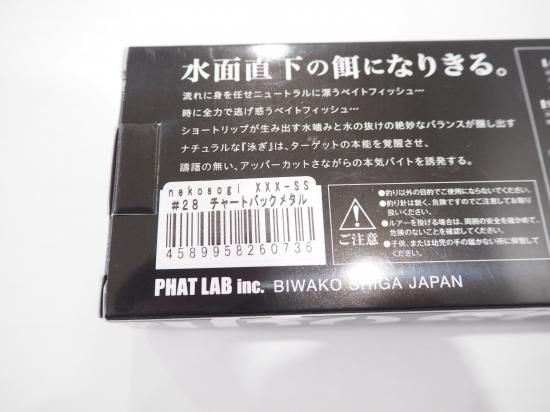 水面直下の餌になりきる。
流れに身を任せニュートラルに漂うベイトフィッシュ…
時に全力で逃げ惑うベイトフィッシュ…
ショートリップが生み出す水噛みと水の抜けの絶妙なバランスが醸し出す
ナチュラルな『泳ぎ』は、ターゲットの本能を覚醒させ、
躊躇の無い、アッパーカットさながらの本気バイトを誘発する。
nekosogi XXX-SS
#28 チャートバックメタル
4589958260736
ご注意
●釣り以外の目的でご使用にならないでください。
●釣り針は鋭く、危険ですのでご注意してお取り
扱いください。
●ルアーを投げる場合は、周囲の安全を確かめて、
危険のないことを確認してください。
●子供、または幼児の手の届かない所に保管して
ください。
PHAT LAB inc. BIWAKO SHIGA JAPAN